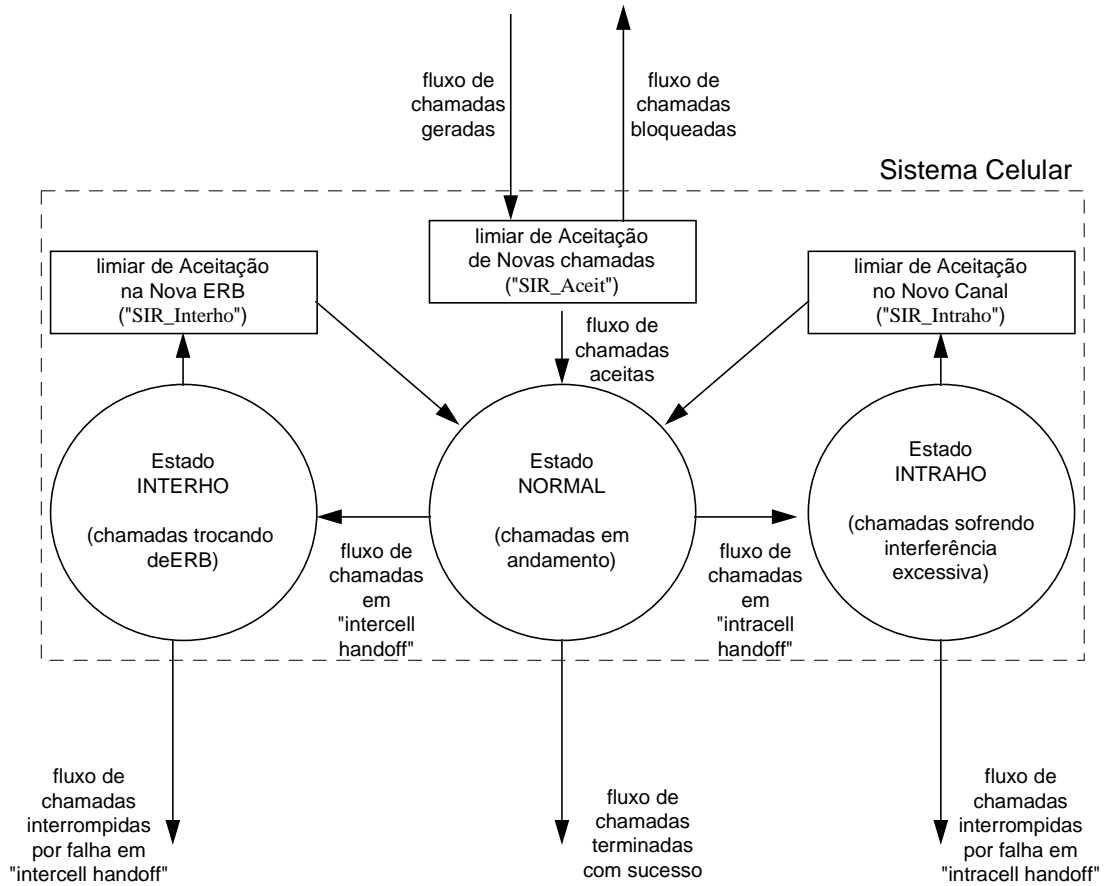 fluxo de
chamadas
geradas
fluxo de
chamadas
bloqueadas
Sistema Celular
limiar de Aceitação
na Nova ERB
("SIR_Interho")
limiar de Aceitação
de Novas chamadas
("SIR_Aceit")
limiar de Aceitação
no Novo Canal
("SIR_Intraho")
fluxo de
chamadas
aceitas
Estado
INTERHO
(chamadas trocando
deERB)
Estado
NORMAL
(chamadas em
andamento)
Estado
INTRAHO
(chamadas sofrendo
interferência
excessiva)
fluxo de
chamadas
em
"intercell
handoff"
fluxo de
chamadas
em
"intracell
handoff"
fluxo de
chamadas
interrompidas
por falha em
"intercell handoff"
fluxo de
chamadas
terminadas
com sucesso
fluxo de
chamadas
interrompidas
por falha em
"intracell handoff"